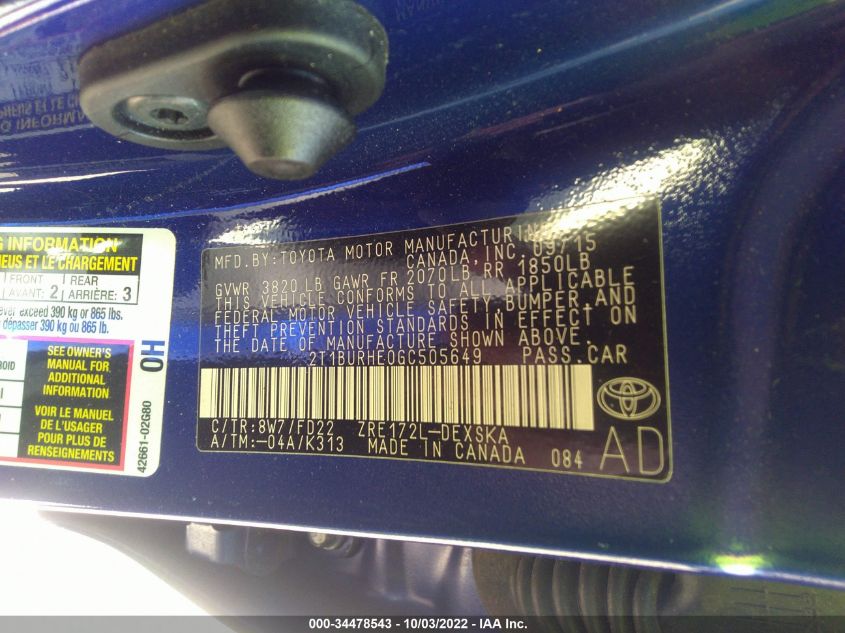 G INFORMATION
NEUS ET LE CHARGEMENT
FRONT REAR
AVANT: 2 ARRIÈRE: 3
ever exceed 390 kg or 865 lbs.
dépasser 390 kg ou 865 lb.
SEE OWNER'S
MANUAL FOR
ADDITIONAL
INFORMATION
VOIR LE MANUEL
DE L'USAGER
POUR PLUS DE
RENSEIGNEMENTS
0H
42661-02G80
MFD.BY:TOYOTA MOTOR MANUFACTURING
CANADA, INC. 09/15
GVWR 3820 LB GAWR FR 2070LB RR 1850LB
THIS VEHICLE CONFORMS TO ALL APPLICABLE
FEDERAL MOTOR VEHICLE SAFETY, BUMPER, AND
THEFT PREVENTION STANDARDS IN EFFECT ON
THE DATE OF MANUFACTURE SHOWN ABOVE.
2T1BURHE0GC505649 PASS.CAR
C/TR:8W7/FD22 ZRE172L-DEXSKA
A/TM:-04A/K313 MADE IN CANADA 084 AD
000-34478543 - 10/03/2022 - IAA Inc.